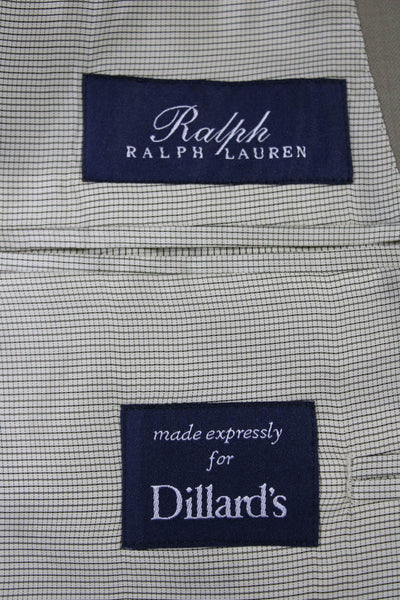 Ralph
RALPH LAUREN
made expressly
for
Dillard's